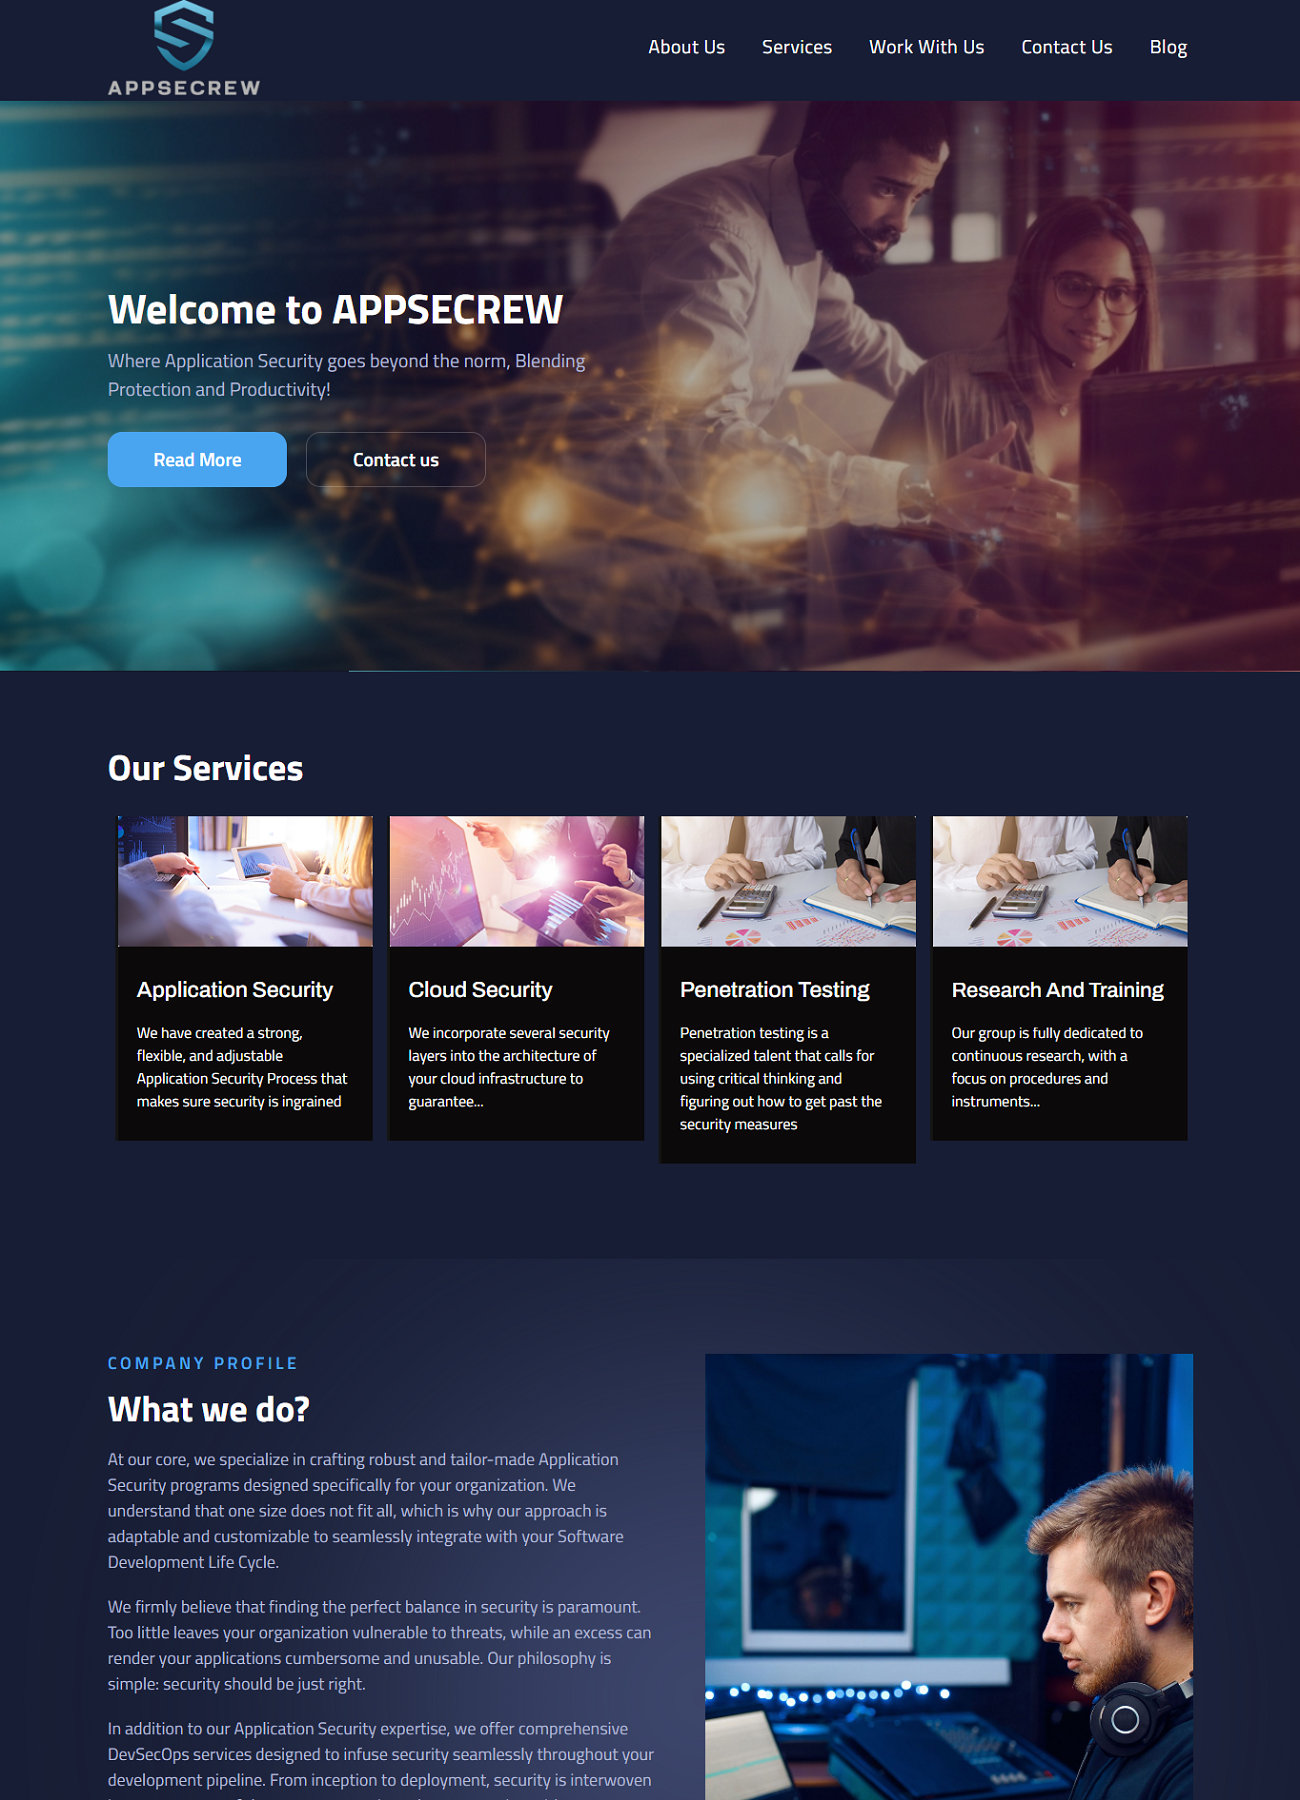 APPSECREW
About Us Services Work With Us Contact Us Blog
Welcome to APPSECREW
Where Application Security goes beyond the norm, Blending
Protection and Productivity!
Read More Contact us
Our Services
Application Security
We have created a strong,
flexible, and adjustable
Application Security Process that
makes sure security is ingrained
Cloud Security
We incorporate several security
layers into the architecture of
your cloud infrastructure to
guarantee...
Penetration Testing
Penetration testing is a
specialized talent that calls for
using critical thinking and
figuring out how to get past the
security measures
Research And Training
Our group is fully dedicated to
continuous research, with a
focus on procedures and
instruments...
COMPANY PROFILE
What we do?
At our core, we specialize in crafting robust and tailor-made Application
Security programs designed specifically for your organization. We
understand that one size does not fit all, which is why our approach is
adaptable and customizable to seamlessly integrate with your Software
Development Life Cycle.
We firmly believe that finding the perfect balance in security is paramount.
Too little leaves your organization vulnerable to threats, while an excess can
render your applications cumbersome and unusable. Our philosophy is
simple: security should be just right.
In addition to our Application Security expertise, we offer comprehensive
DevSecOps services designed to infuse security seamlessly throughout your
development pipeline. From inception to deployment, security is interwoven